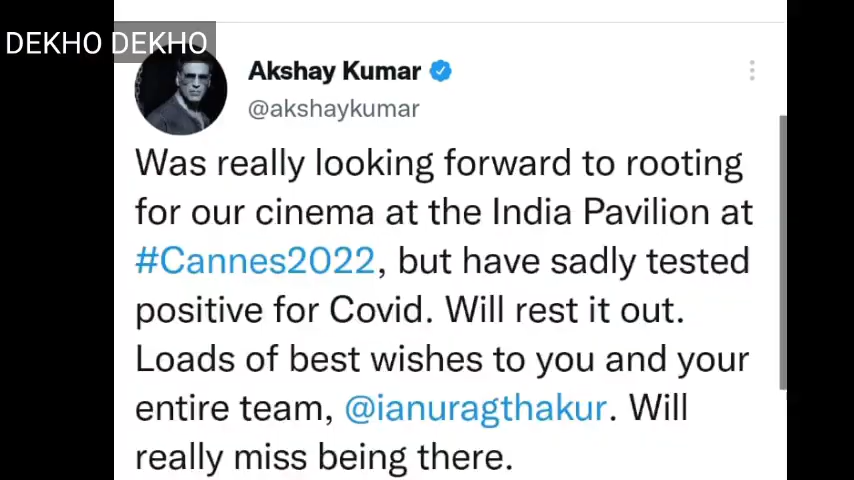 DEKHO DEKHO
Akshay Kumar
@akshaykumar
Was really looking forward to rooting
for our cinema at the India Pavilion at
#Cannes2022, but have sadly tested
positive for Covid. Will rest it out.
Loads of best wishes to you and your
entire team, @ianuragthakur. Will
really miss being there.